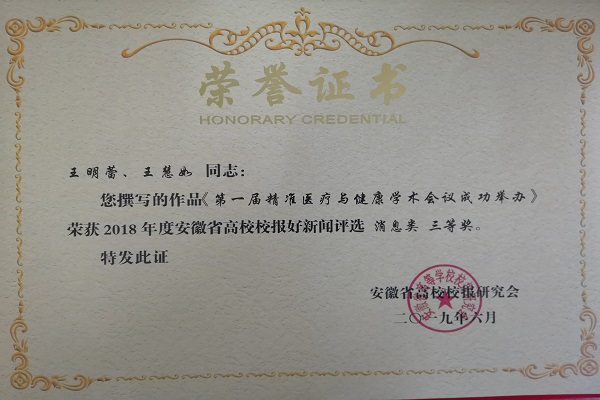 荣誉证书
HONORARY CREDENTIAL
王明蕾、王慧如 同志：
您撰写的作品《第一届精准医疗与健康学术会议成功举办》
荣获2018年度安徽省高校校报好新闻评选 消息类 三等奖。
特发此证
安徽省高校校报研究会
二〇一九年六月